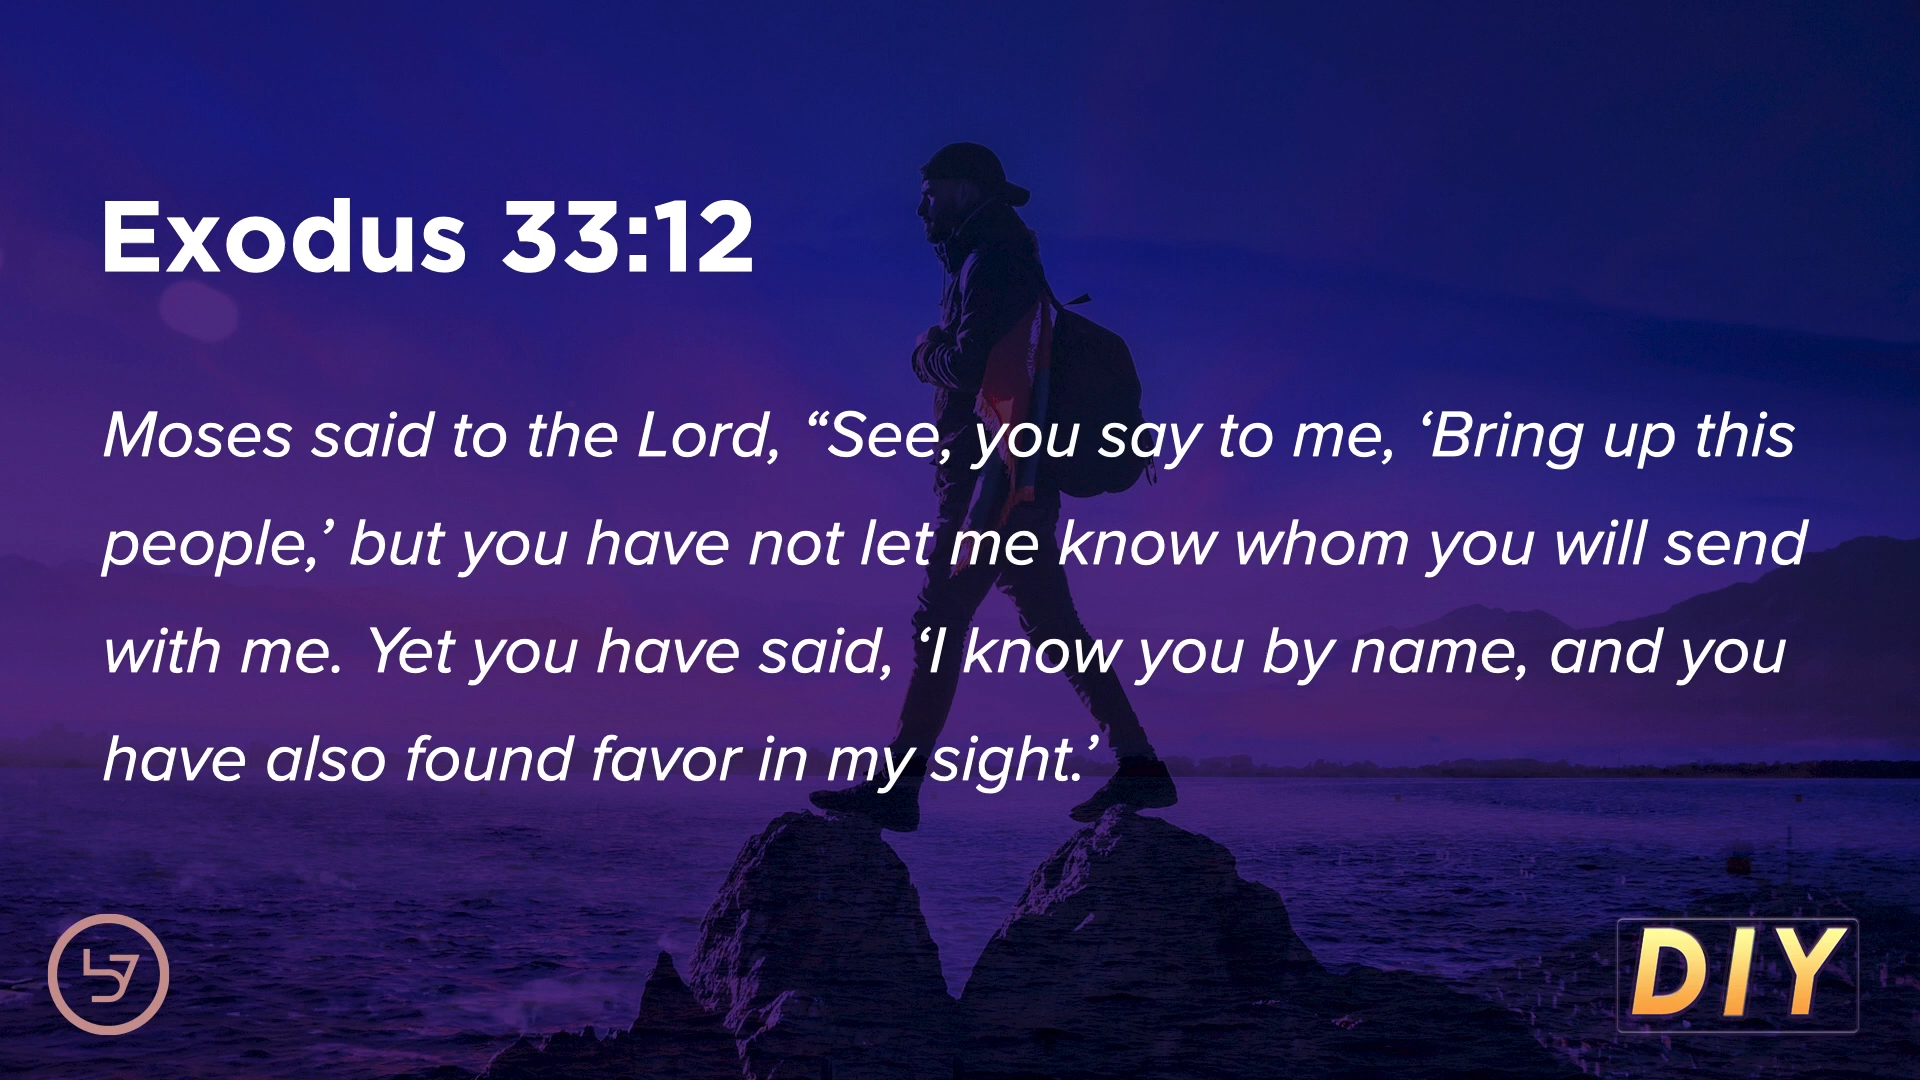 Exodus 33:12
Moses said to the Lord, “See, you say to me, ‘Bring up this
people,’ but you have not let me know whom you will send
with me. Yet you have said, ‘I know you by name, and you
have also found favor in my sight.’
DIY